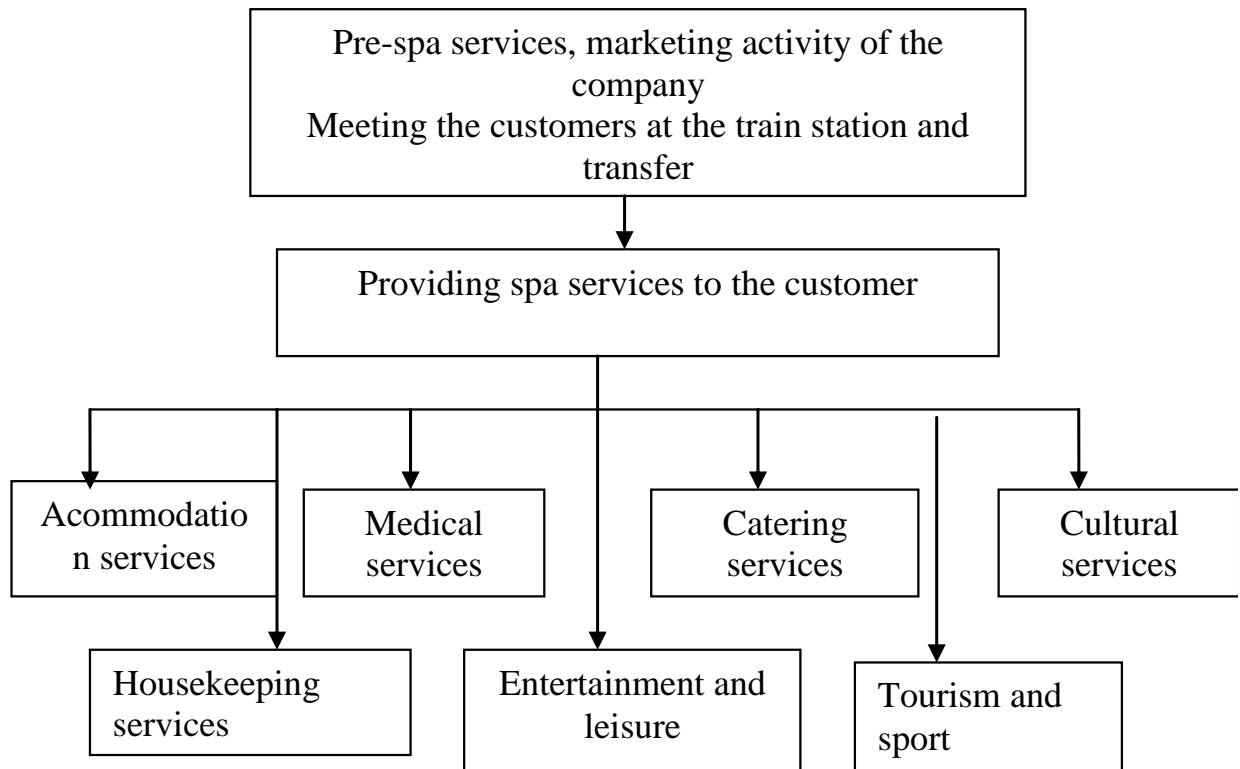 Pre-spa services, marketing activity of the
company
Meeting the customers at the train station and
transfer
Providing spa services to the customer
Acommodatio
n services
Medical
services
Catering
services
Cultural
services
Housekeeping
services
Entertainment and
leisure
Tourism and
sport